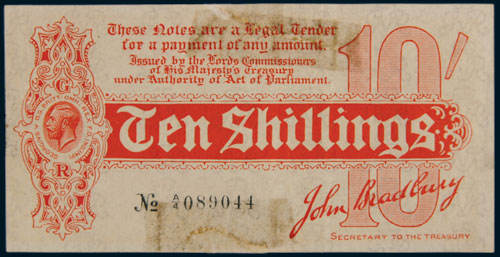 These Notes are a Legal Tender
for a payment of any amount.
Issued by the Lords Commissioners
of His Majesty's Treasury
under Authority of Act of Parliament.
10/
G
R
Ten Shillings
10
№ A/4 089044
John Bradbury
SECRETARY TO THE TREASURY